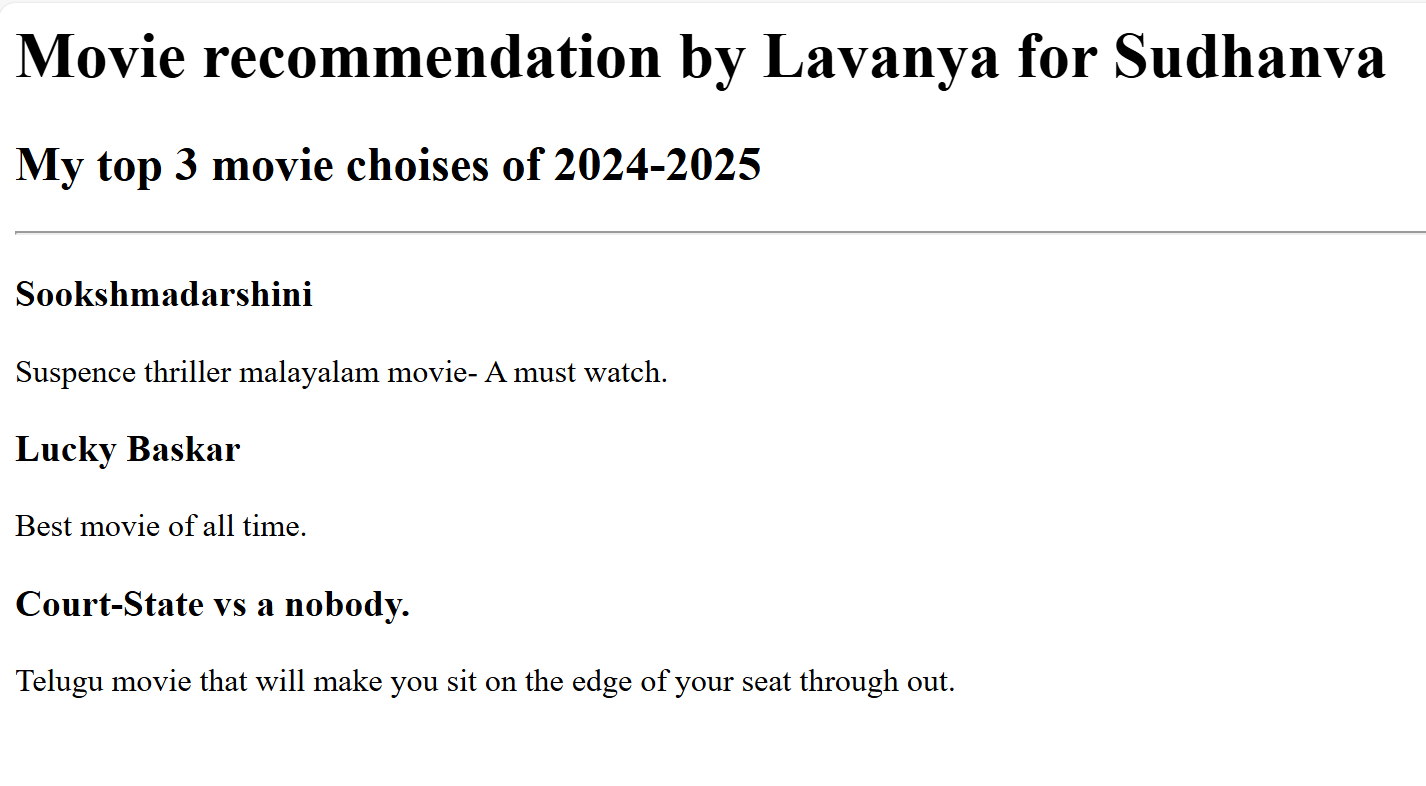 Movie recommendation by Lavanya for Sudhanva
My top 3 movie choises of 2024-2025
Sookshmadarshini
Suspence thriller malayalam movie- A must watch.
Lucky Baskar
Best movie of all time.
Court-State vs a nobody.
Telugu movie that will make you sit on the edge of your seat through out.